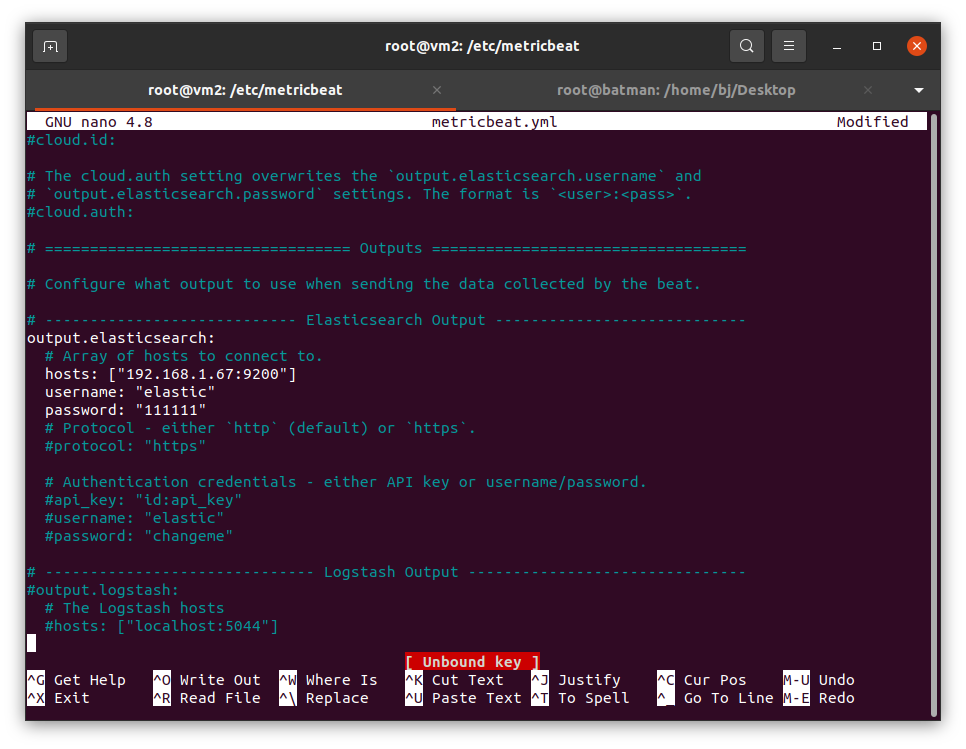 root@vm2: /etc/metricbeat
root@vm2: /etc/metricbeat × root@batman: /home/bj/Desktop ×
GNU nano 4.8 metricbeat.yml Modified
#cloud.id:
# The cloud.auth setting overwrites the `output.elasticsearch.username` and
# `output.elasticsearch.password` settings. The format is `<user>:<pass>`.
#cloud.auth:
# ================================== Outputs ===================================
# Configure what output to use when sending the data collected by the beat.
# ---------------------------- Elasticsearch Output ----------------------------
output.elasticsearch:
# Array of hosts to connect to.
hosts: ["192.168.1.67:9200"]
username: "elastic"
password: "111111"
# Protocol - either `http` (default) or `https`.
#protocol: "https"
# Authentication credentials - either API key or username/password.
#api_key: "id:api_key"
#username: "elastic"
#password: "changeme"
# ------------------------------ Logstash Output -------------------------------
#output.logstash:
# The Logstash hosts
#hosts: ["localhost:5044"]
[ Unbound key ]
^G Get Help ^O Write Out ^W Where Is ^K Cut Text ^J Justify ^C Cur Pos M-U Undo
^X Exit ^R Read File ^\ Replace ^U Paste Text ^T To Spell ^_ Go To Line M-E Redo